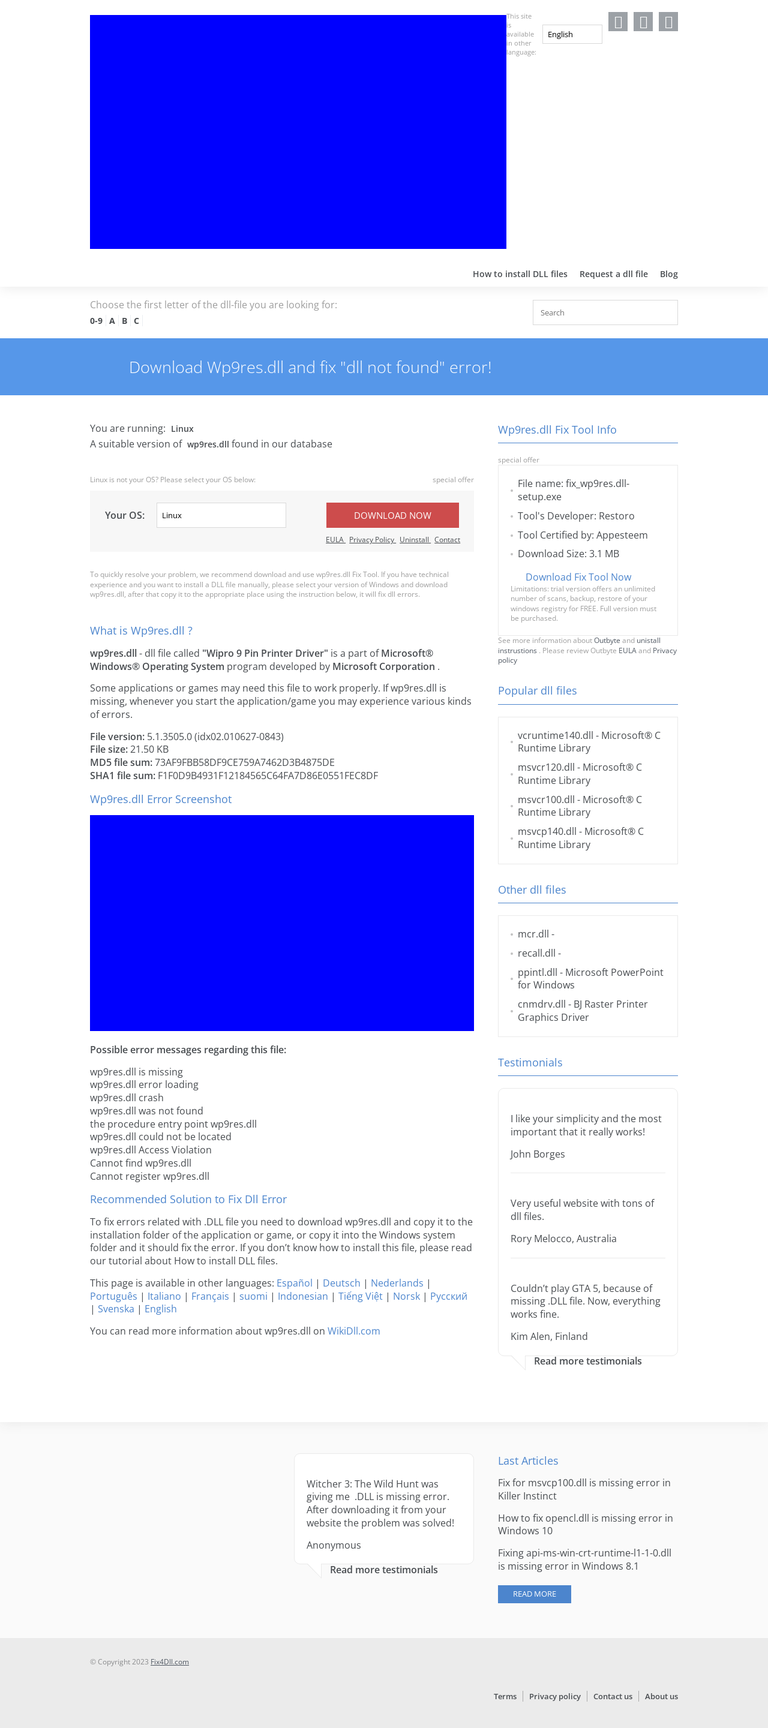 This site
is
available
in other
language:
English
How to install DLL files
Request a dll file
Blog
Choose the first letter of the dll-file you are looking for:
0-9 A B C
Search
Download Wp9res.dll and fix "dll not found" error!
You are running: Linux
A suitable version of wp9res.dll found in our database
Linux is not your OS? Please select your OS below:
special offer
Your OS:
Linux
DOWNLOAD NOW
EULA Privacy Policy Uninstall Contact
To quickly resolve your problem, we recommend download and use wp9res.dll Fix Tool. If you have technical
experience and you want to install a DLL file manually, please select your version of Windows and download
wp9res.dll, after that copy it to the appropriate place using the instruction below, it will fix dll errors.
What is Wp9res.dll ?
wp9res.dll - dll file called "Wipro 9 Pin Printer Driver" is a part of Microsoft®
Windows® Operating System program developed by Microsoft Corporation .
Some applications or games may need this file to work properly. If wp9res.dll is
missing, whenever you start the application/game you may experience various kinds
of errors.
File version: 5.1.3505.0 (idx02.010627-0843)
File size: 21.50 KB
MD5 file sum: 73AF9FBB58DF9CE759A7462D3B4875DE
SHA1 file sum: F1F0D9B4931F12184565C64FA7D86E0551FEC8DF
Wp9res.dll Error Screenshot
Possible error messages regarding this file:
wp9res.dll is missing
wp9res.dll error loading
wp9res.dll crash
wp9res.dll was not found
the procedure entry point wp9res.dll
wp9res.dll could not be located
wp9res.dll Access Violation
Cannot find wp9res.dll
Cannot register wp9res.dll
Recommended Solution to Fix Dll Error
To fix errors related with .DLL file you need to download wp9res.dll and copy it to the
installation folder of the application or game, or copy it into the Windows system
folder and it should fix the error. If you don’t know how to install this file, please read
our tutorial about How to install DLL files.
This page is available in other languages: Español | Deutsch | Nederlands |
Português | Italiano | Français | suomi | Indonesian | Tiếng Việt | Norsk | Русский
| Svenska | English
You can read more information about wp9res.dll on WikiDll.com
Wp9res.dll Fix Tool Info
special offer
File name: fix_wp9res.dll-
setup.exe
Tool's Developer: Restoro
Tool Certified by: Appesteem
Download Size: 3.1 MB
Download Fix Tool Now
Limitations: trial version offers an unlimited
number of scans, backup, restore of your
windows registry for FREE. Full version must
be purchased.
See more information about Outbyte and unistall
instrustions . Please review Outbyte EULA and Privacy
policy
Popular dll files
vcruntime140.dll - Microsoft® C
Runtime Library
msvcr120.dll - Microsoft® C
Runtime Library
msvcr100.dll - Microsoft® C
Runtime Library
msvcp140.dll - Microsoft® C
Runtime Library
Other dll files
mcr.dll -
recall.dll -
ppintl.dll - Microsoft PowerPoint
for Windows
cnmdrv.dll - BJ Raster Printer
Graphics Driver
Testimonials
I like your simplicity and the most
important that it really works!
John Borges
Very useful website with tons of
dll files.
Rory Melocco, Australia
Couldn’t play GTA 5, because of
missing .DLL file. Now, everything
works fine.
Kim Alen, Finland
Read more testimonials
Witcher 3: The Wild Hunt was
giving me .DLL is missing error.
After downloading it from your
website the problem was solved!
Anonymous
Read more testimonials
Last Articles
Fix for msvcp100.dll is missing error in
Killer Instinct
How to fix opencl.dll is missing error in
Windows 10
Fixing api-ms-win-crt-runtime-l1-1-0.dll
is missing error in Windows 8.1
READ MORE
© Copyright 2023 Fix4Dll.com
Terms | Privacy policy | Contact us | About us